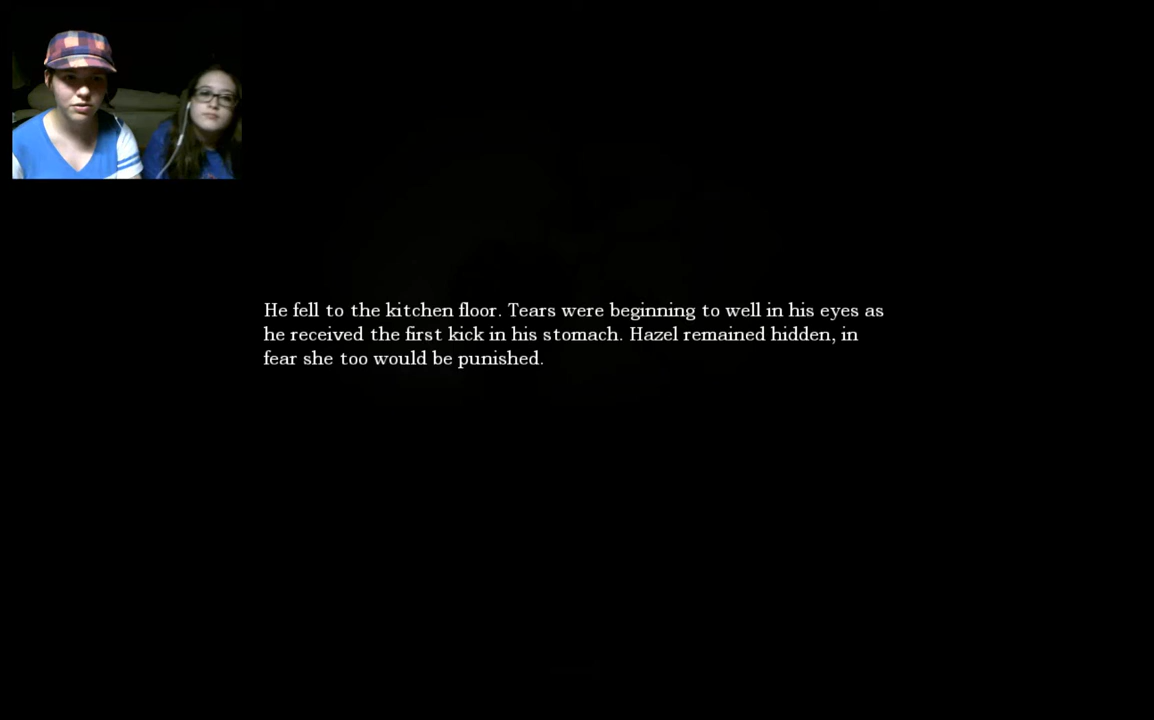 He fell to the kitchen floor. Tears were beginning to well in his eyes as
he received the first kick in his stomach. Hazel remained hidden, in
fear she too would be punished.